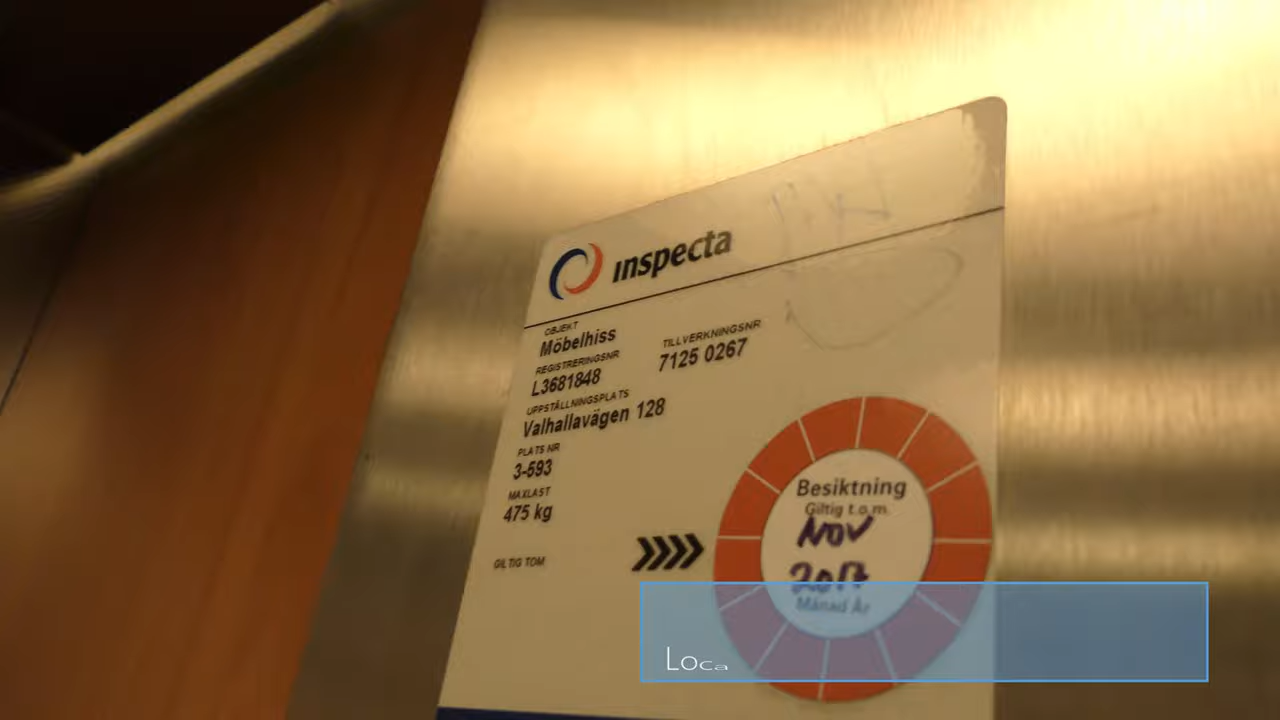 inspecta
OBJEKT
Möbelhiss
TILLVERKNINGSNR
7125 0267
REGISTRERINGSNR
L3681848
UPPSTÄLLNINGSPLATS
Valhallavägen 128
PLATS NR
3-593
MAXLAST
475 kg
GILTIG TOM
Besiktning
Giltig t.o.m.
Nov
2017
Månad År
Loca